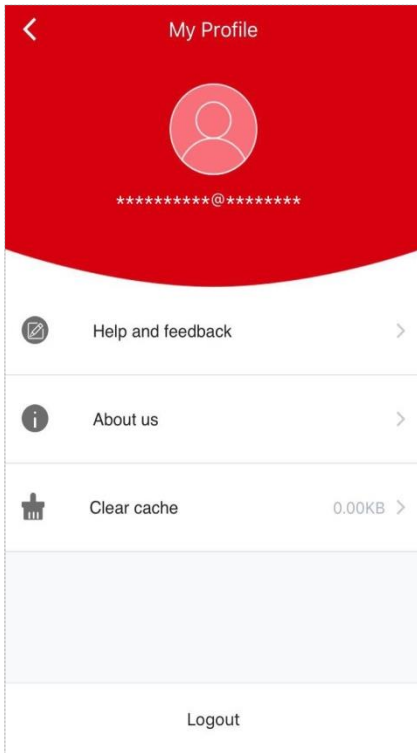 My Profile
**********@********
Help and feedback
About us
Clear cache 0.00KB
Logout